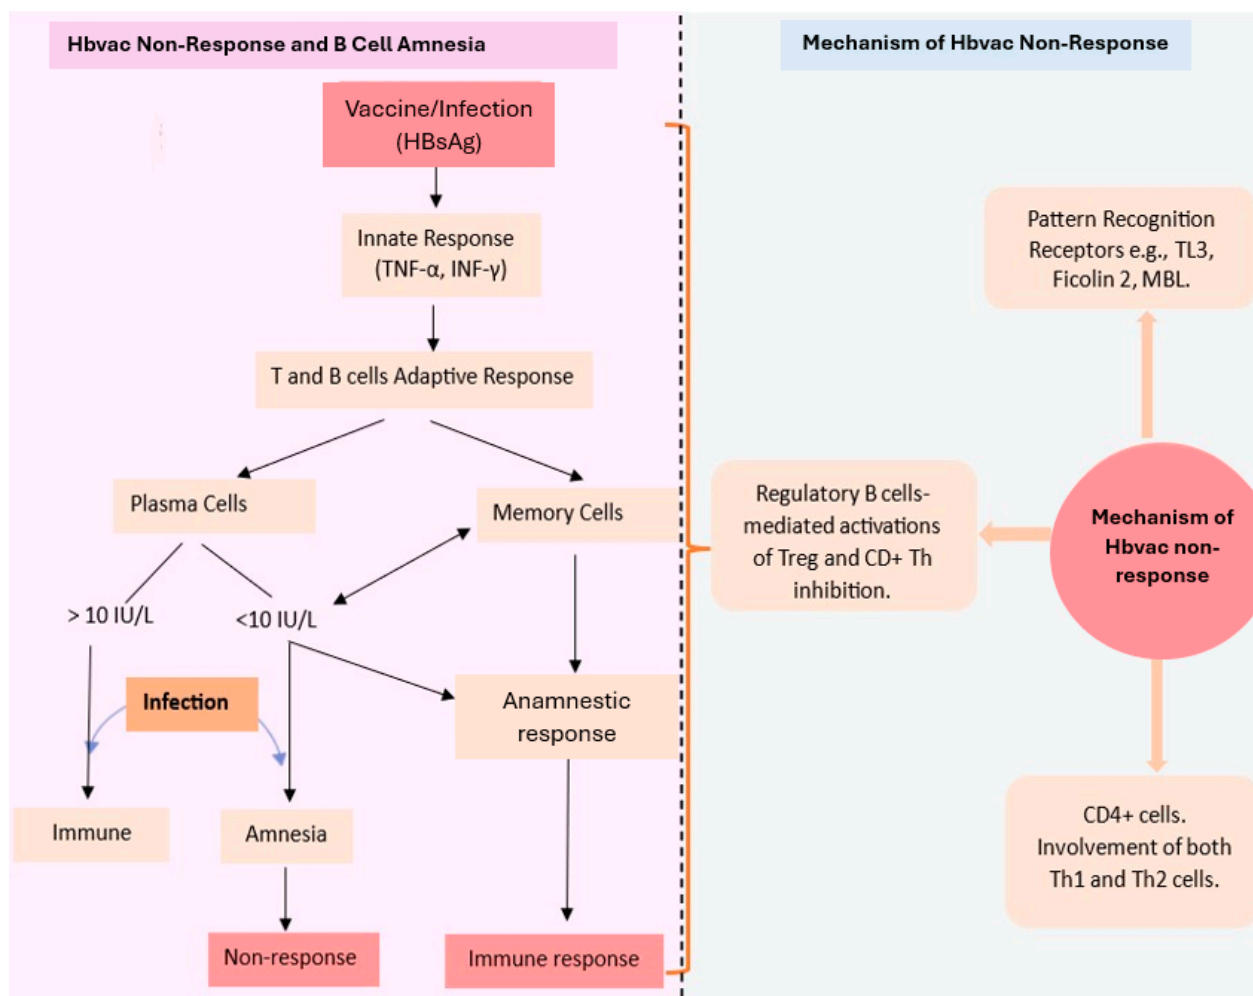 Hbvac Non-Response and B Cell Amnesia
Vaccine/Infection
(HBsAg)
Innate Response
(TNF-α, INF-γ)
T and B cells Adaptive Response
Plasma Cells
Memory Cells
> 10 IU/L
<10 IU/L
Infection
Anamnestic
response
Immune
Amnesia
Non-response
Immune response
Mechanism of Hbvac Non-Response
Pattern Recognition
Receptors e.g., TL3,
Ficolin 2, MBL.
Regulatory B cells-
mediated activations
of Treg and CD+ Th
inhibition.
Mechanism of
Hbvac non-
response
CD4+ cells.
Involvement of both
Th1 and Th2 cells.